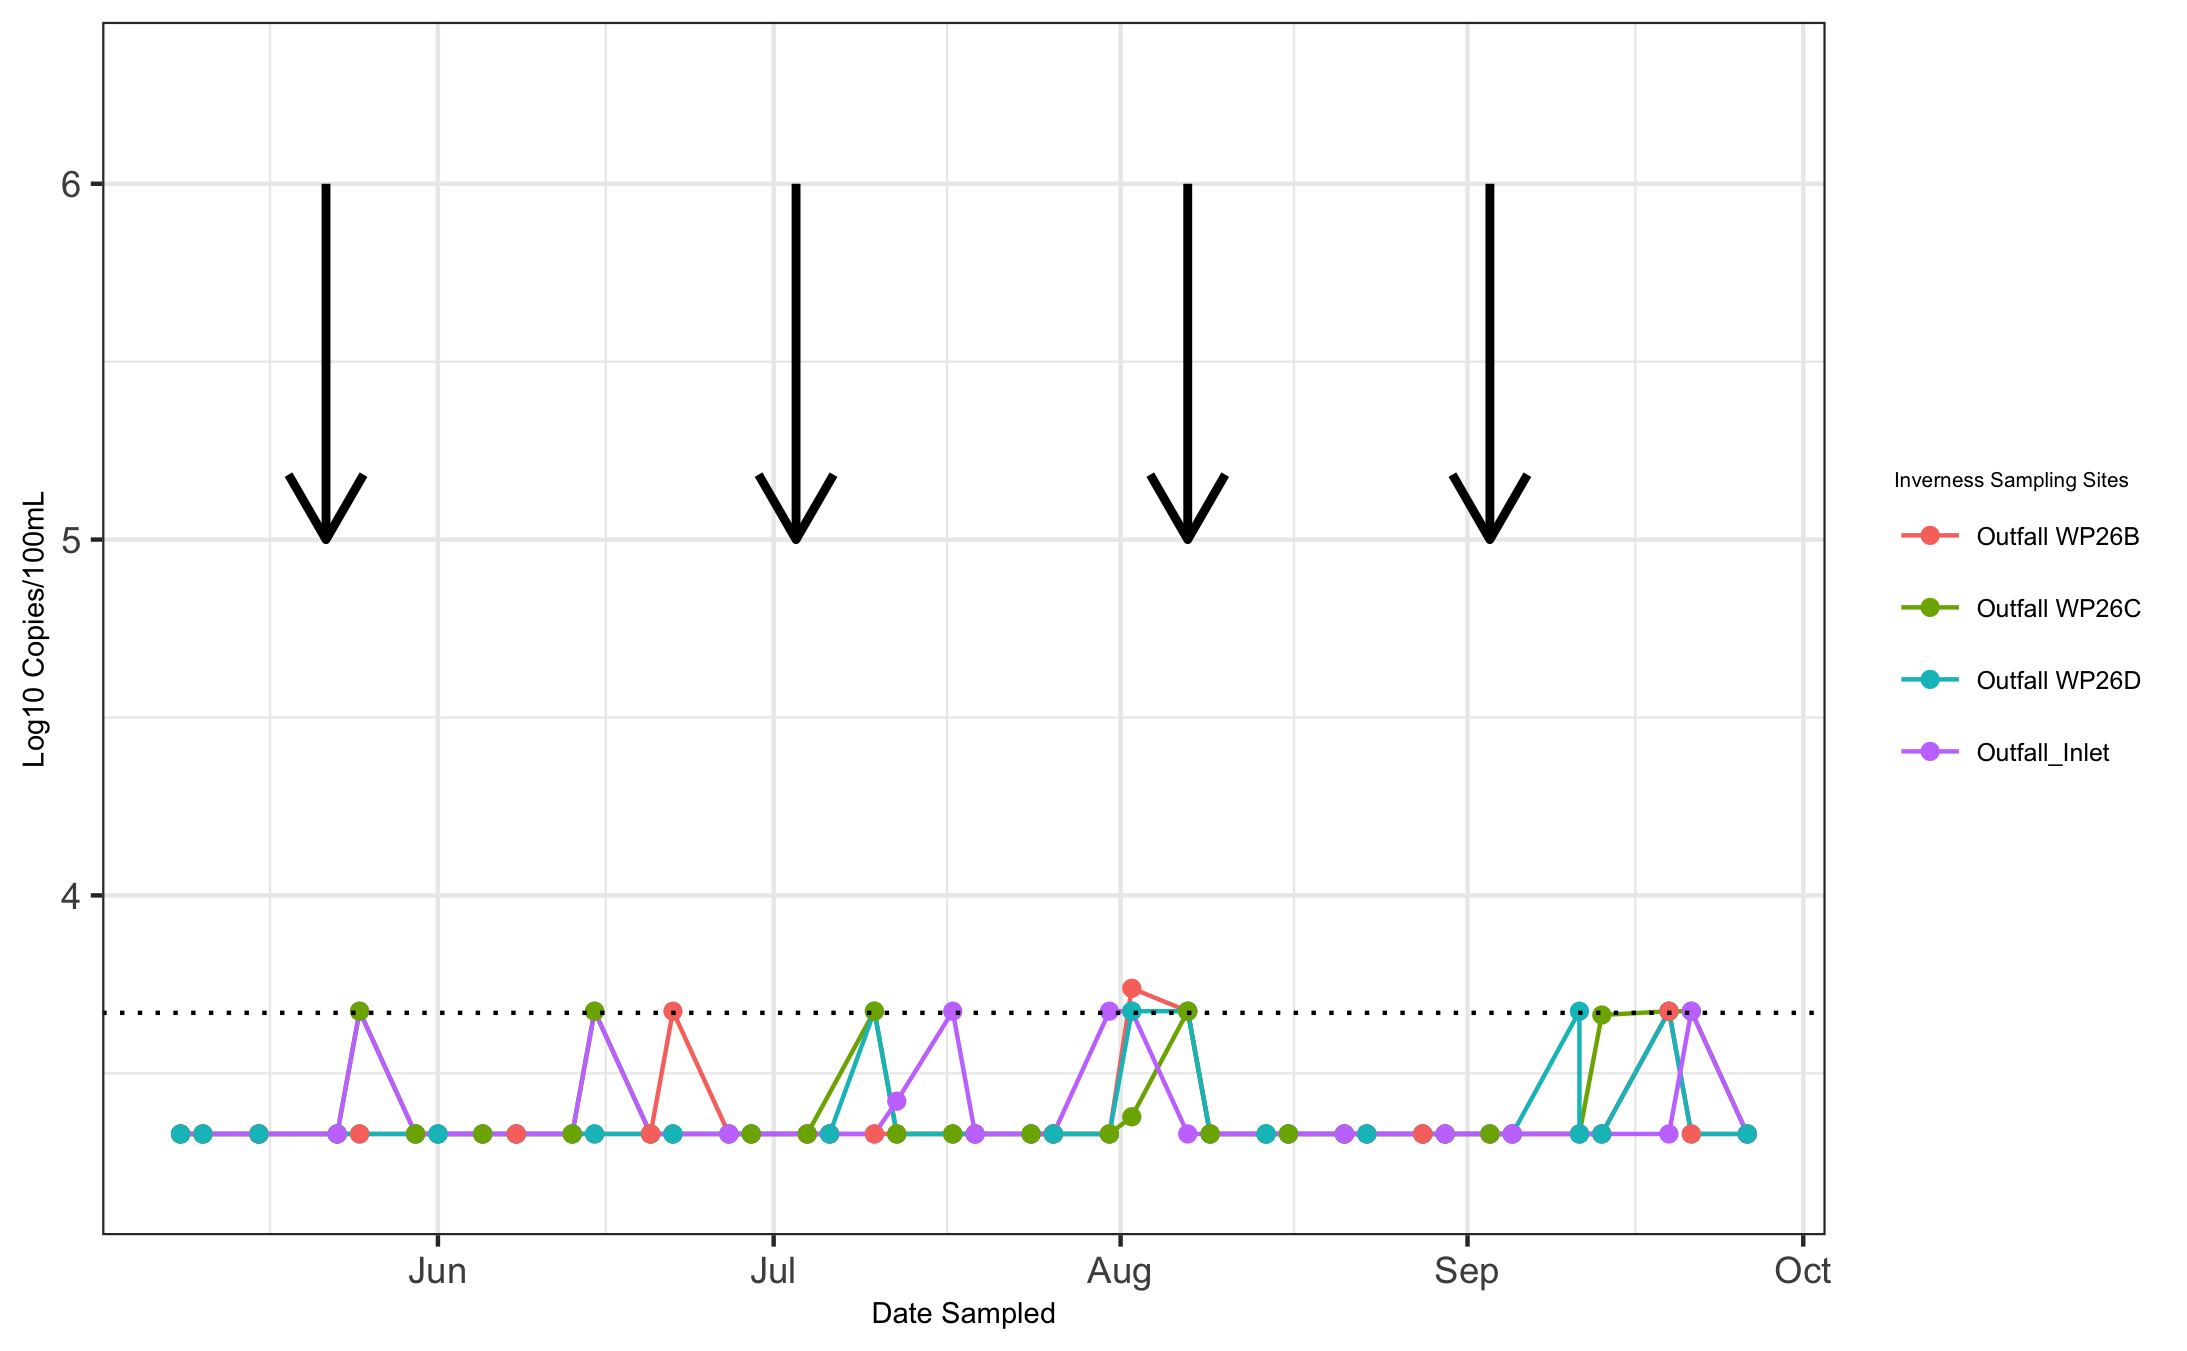 6
5
4
Log10 Copies/100mL
Jun
Jul
Aug
Sep
Oct
Date Sampled
Inverness Sampling Sites
Outfall WP26B
Outfall WP26C
Outfall WP26D
Outfall_Inlet